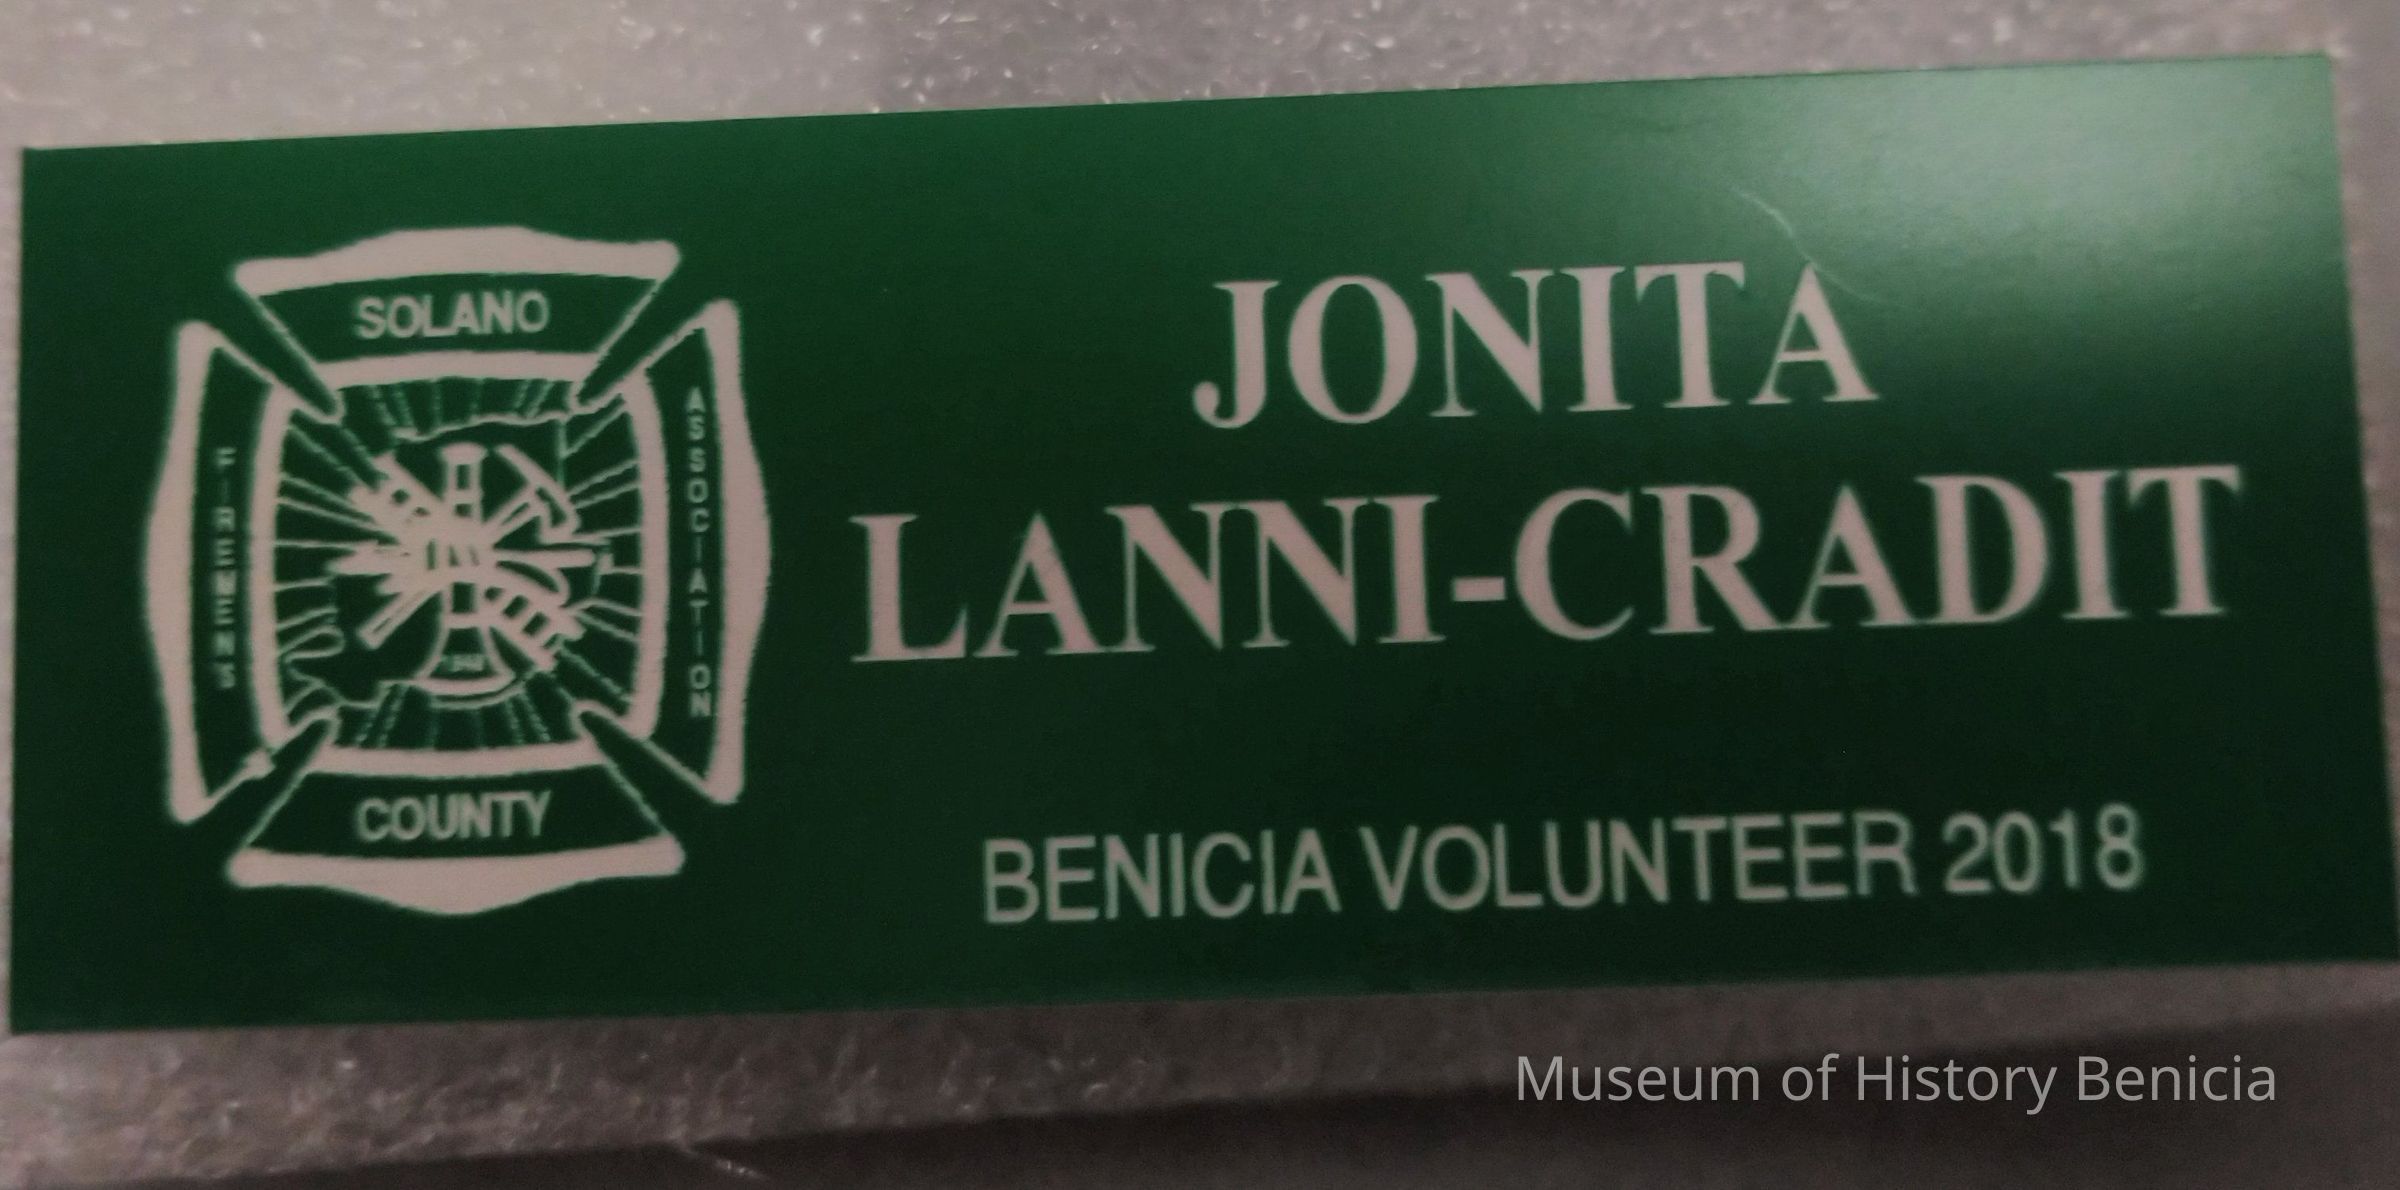 SOLANO
FIREMENS
ASSOCIATION
COUNTY
JONITA
LANNI-CRADIT
BENICIA VOLUNTEER 2018
Museum of History Benicia